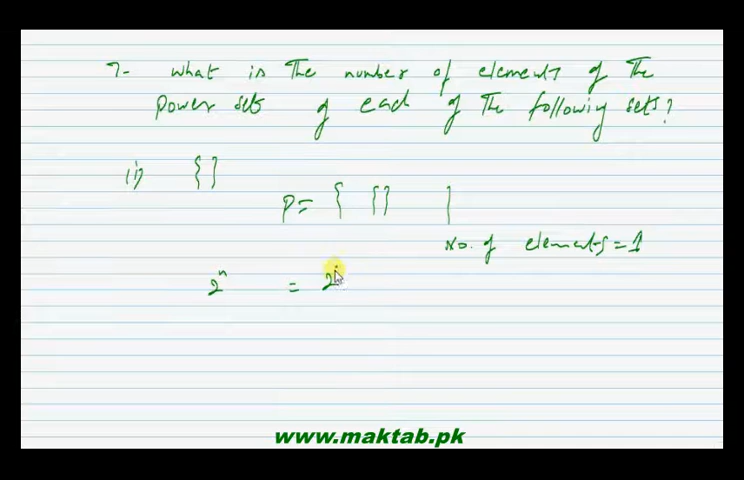 7- what is the number of elements of the
power sets of each of the following sets?
(i) { }
P = { { } }
No. of elements = 1
2ⁿ = 2
www.maktab.pk